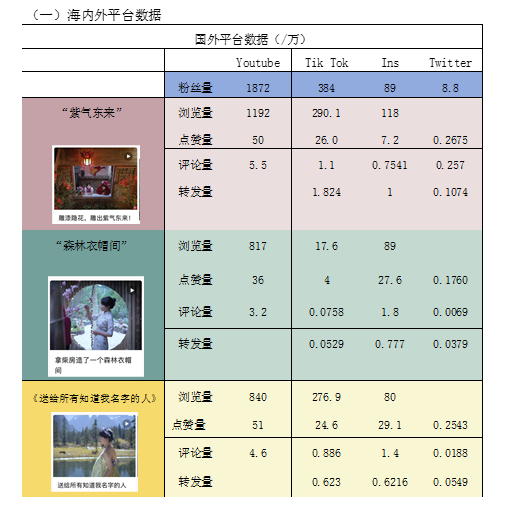 （一）海内外平台数据
国外平台数据（/万）
Youtube Tik Tok Ins Twitter
粉丝量 1872 384 89 8.8
“紫气东来” 浏览量 1192 290.1 118
点赞量 50 26.0 7.2 0.2675
评论量 5.5 1.1 0.7541 0.257
转发量 1.824 1 0.1074
雕漆隐花，雕出紫气东来！
“森林衣帽间” 浏览量 817 17.6 89
点赞量 36 4 27.6 0.1760
评论量 3.2 0.0758 1.8 0.0069
转发量 0.0529 0.777 0.0379
拿柴房造了一个森林衣帽
间
《送给所有知道我名字的人》 浏览量 840 276.9 80
点赞量 51 24.6 29.1 0.2543
评论量 4.6 0.886 1.4 0.0188
转发量 0.623 0.6216 0.0549
送给所有知道我名字的人